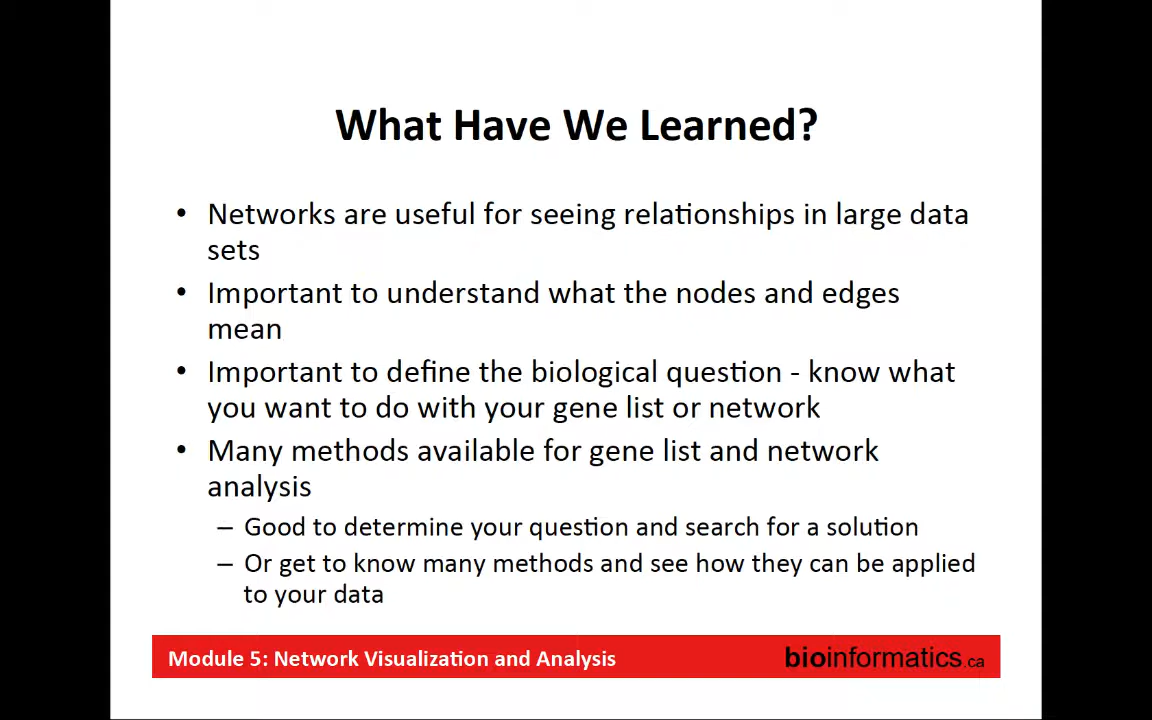 What Have We Learned?
• Networks are useful for seeing relationships in large data
sets
• Important to understand what the nodes and edges
mean
• Important to define the biological question - know what
you want to do with your gene list or network
• Many methods available for gene list and network
analysis
– Good to determine your question and search for a solution
– Or get to know many methods and see how they can be applied
to your data
Module 5: Network Visualization and Analysis bioinformatics.ca